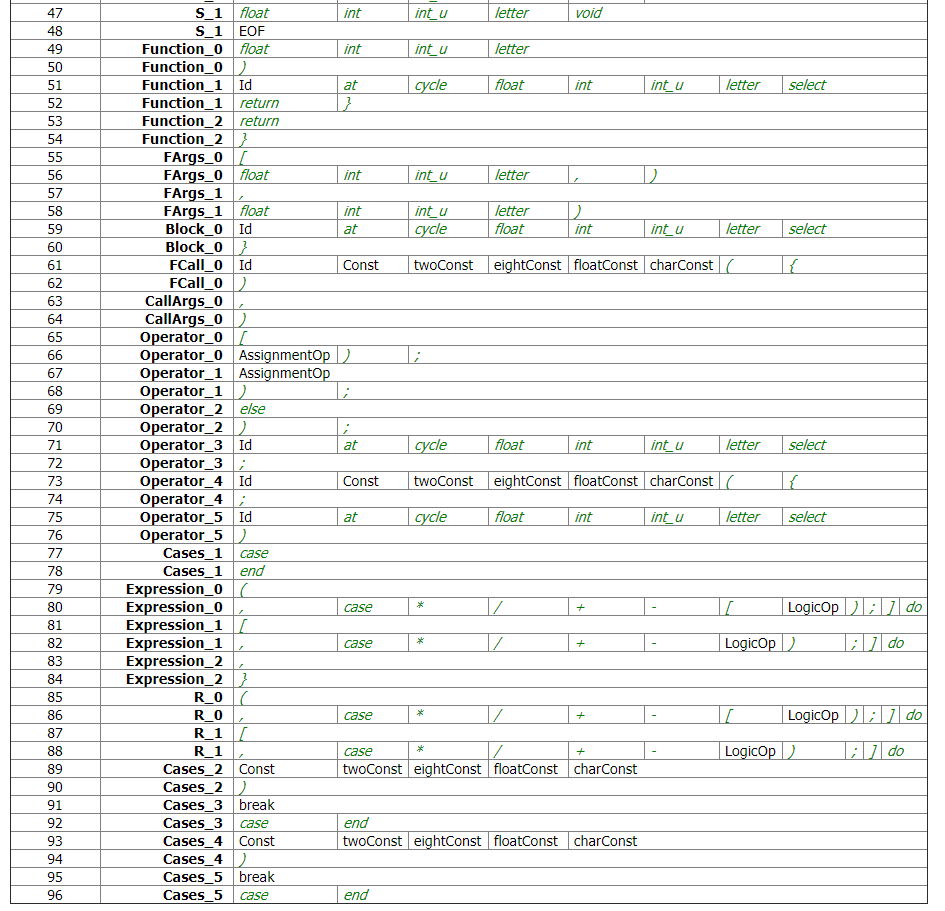 47 S_1 float int int_u letter void
48 S_1 EOF
49 Function_0 float int int_u letter
50 Function_0 )
51 Function_1 Id at cycle float int int_u letter select
52 Function_1 return }
53 Function_2 return
54 Function_2 }
55 FArgs_0 [
56 FArgs_0 float int int_u letter , )
57 FArgs_1 ,
58 FArgs_1 float int int_u letter )
59 Block_0 Id at cycle float int int_u letter select
60 Block_0 }
61 FCall_0 Id Const twoConst eightConst floatConst charConst ( {
62 FCall_0 )
63 CallArgs_0 ,
64 CallArgs_0 )
65 Operator_0 [
66 Operator_0 AssignmentOp ) ;
67 Operator_1 AssignmentOp
68 Operator_1 ) ;
69 Operator_2 else
70 Operator_2 ) ;
71 Operator_3 Id at cycle float int int_u letter select
72 Operator_3 ;
73 Operator_4 Id Const twoConst eightConst floatConst charConst ( {
74 Operator_4 ;
75 Operator_5 Id at cycle float int int_u letter select
76 Operator_5 )
77 Cases_1 case
78 Cases_1 end
79 Expression_0 (
80 Expression_0 , case * / + - [ LogicOp ) ; ] do
81 Expression_1 [
82 Expression_1 , case * / + - LogicOp ) ; ] do
83 Expression_2 ,
84 Expression_2 }
85 R_0 (
86 R_0 , case * / + - [ LogicOp ) ; ] do
87 R_1 [
88 R_1 , case * / + - LogicOp ) ; ] do
89 Cases_2 Const twoConst eightConst floatConst charConst
90 Cases_2 )
91 Cases_3 break
92 Cases_3 case end
93 Cases_4 Const twoConst eightConst floatConst charConst
94 Cases_4 )
95 Cases_5 break
96 Cases_5 case end